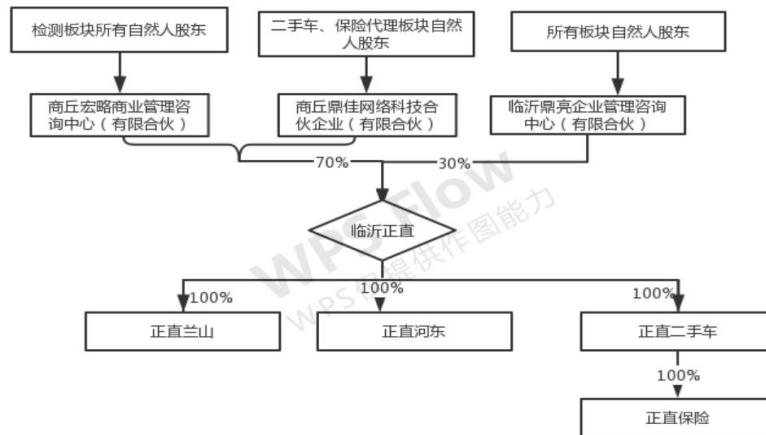 检测板块所有自然人股东
二手车、保险代理板块自然
人股东
所有板块自然人股东
商丘宏略商业管理咨
询中心（有限合伙）
商丘鼎佳网络科技合
伙企业（有限合伙）
临沂鼎亮企业管理咨询
中心（有限合伙）
70%
30%
临沂正直
100%
100%
100%
正直兰山
正直河东
正直二手车
100%
正直保险
WPS Flow
WPS仅提供作图能力